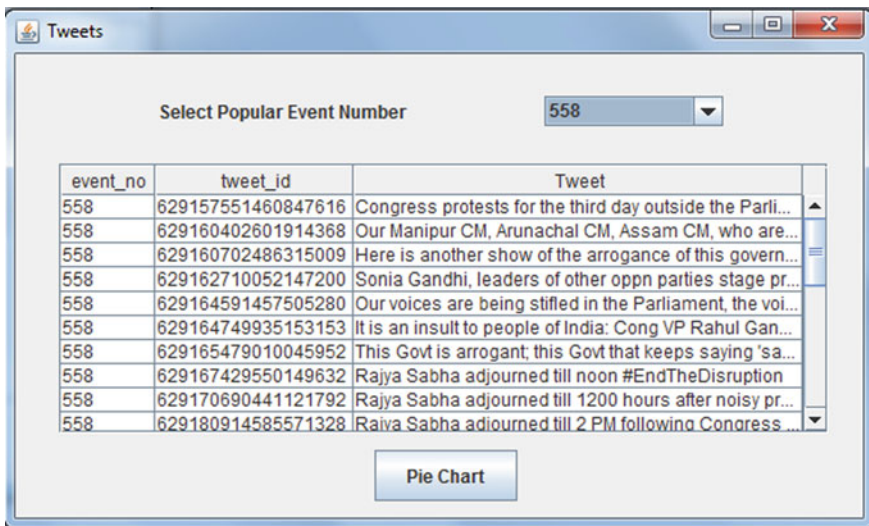 Tweets
Select Popular Event Number 558
event_no tweet_id Tweet
558 629157551460847616 Congress protests for the third day outside the Parli...
558 629160402601914368 Our Manipur CM, Arunachal CM, Assam CM, who are...
558 629160702486315009 Here is another show of the arrogance of this govern...
558 629162710052147200 Sonia Gandhi, leaders of other oppn parties stage pr...
558 629164591457505280 Our voices are being stifled in the Parliament, the voi...
558 629164749935153153 It is an insult to people of India: Cong VP Rahul Gan...
558 629165479010045952 This Govt is arrogant; this Govt that keeps saying 'sa...
558 629167429550149632 Rajya Sabha adjourned till noon #EndTheDisruption
558 629170690441121792 Rajya Sabha adjourned till 1200 hours after noisy pr...
558 629180914585571328 Rajya Sabha adjourned till 2 PM following Congress ...
Pie Chart